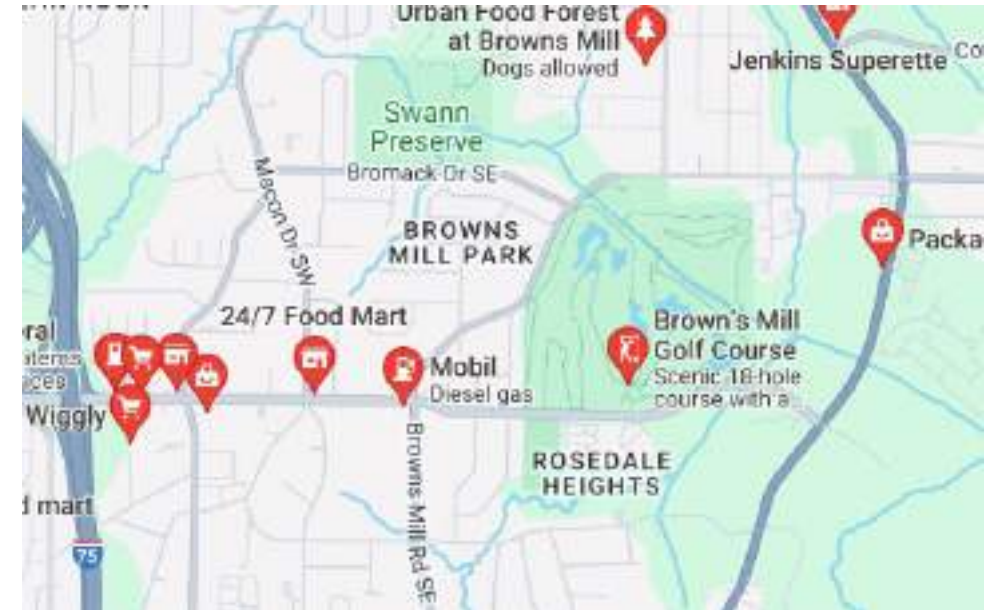 Urban Food Forest
at Browns Mill
Dogs allowed
Jenkins Superette
Swann
Preserve
Bromack Dr SE
Macon Dr SW
BROWNS
MILL PARK
Packa
24/7 Food Mart
Mobil
Diesel gas
Brown's Mill
Golf Course
Scenic 18-hole
course with a...
Wiggly
Browns Mill Rd SE
ROSEDALE
HEIGHTS
d mart
75